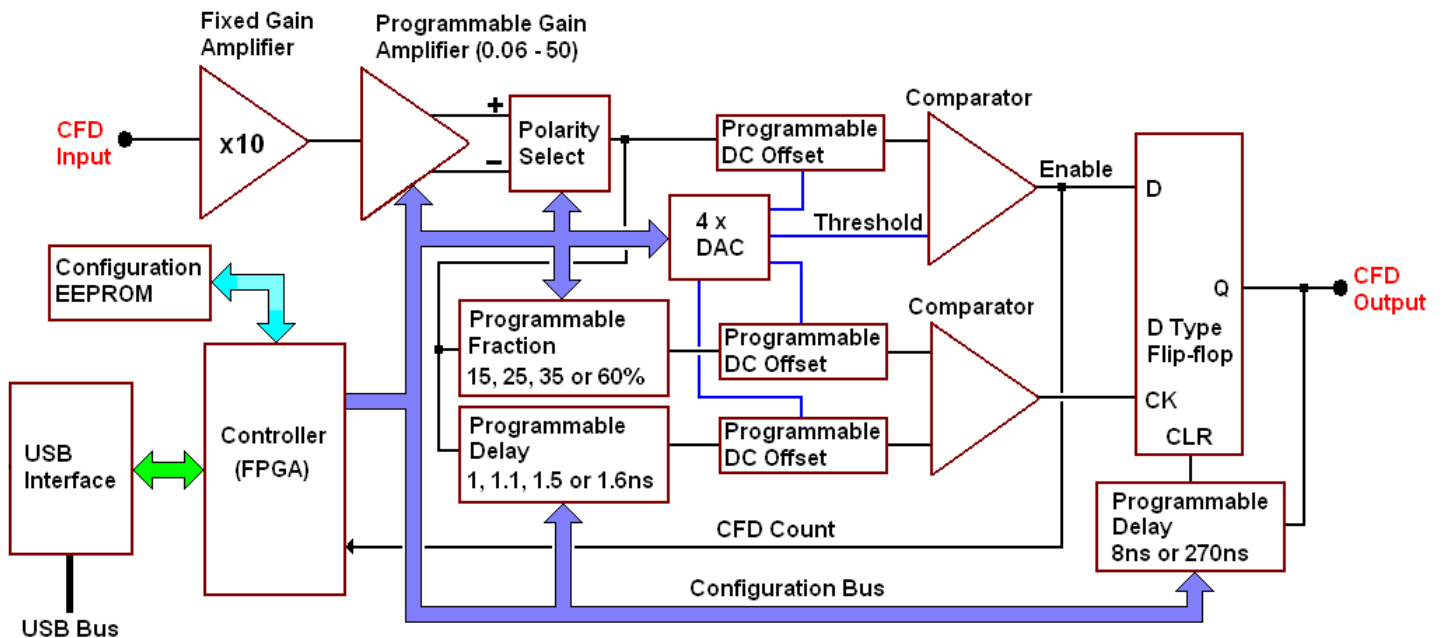 Fixed Gain
Amplifier
Programmable Gain
Amplifier (0.06 - 50)
CFD
Input
x10
+
−
Polarity
Select
Programmable
DC Offset
Comparator
Enable
D
4 x
DAC
Threshold
Configuration
EEPROM
Programmable
Fraction
15, 25, 35 or 60%
Programmable
DC Offset
Comparator
Q
CFD
Output
D Type
Flip-flop
CK
CLR
USB
Interface
Controller
(FPGA)
Programmable
Delay
1, 1.1, 1.5 or 1.6ns
Programmable
DC Offset
Programmable
Delay
8ns or 270ns
CFD Count
Configuration Bus
USB Bus